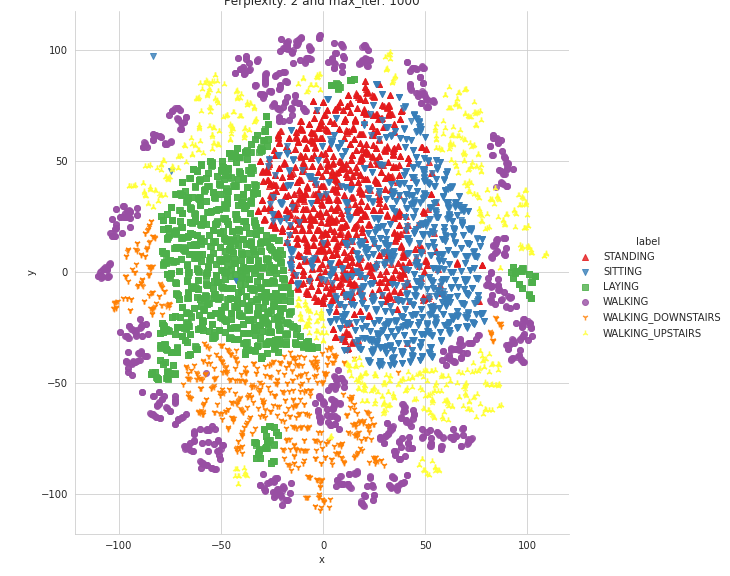 Perplexity: 2 and max_iter: 1000
100
50
0
−50
−100
y
−100
−50
0
50
100
x
label
STANDING
SITTING
LAYING
WALKING
WALKING_DOWNSTAIRS
WALKING_UPSTAIRS